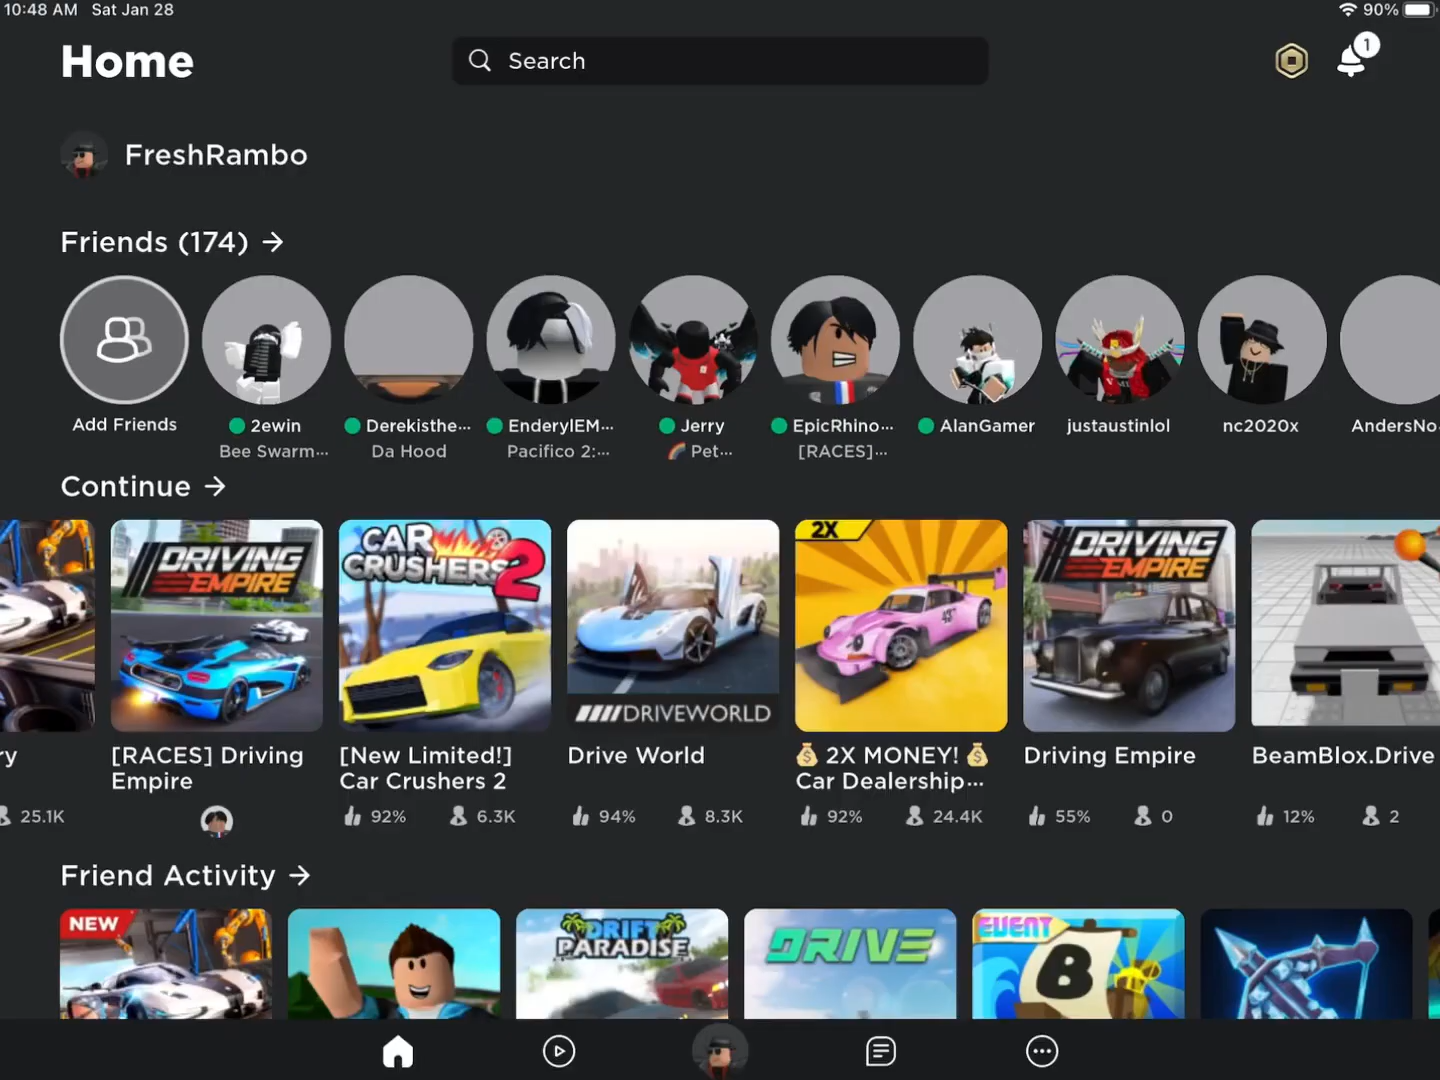 10:48 AM Sat Jan 28
90%
Home
Search
1
FreshRambo
Friends (174) →
Add Friends
2ewin
Bee Swarm...
Derekisthe...
Da Hood
EnderylEM...
Pacifico 2:...
Jerry
🌈 Pet...
EpicRhino...
[RACES]...
AlanGamer
justaustinlol
nc2020x
AndersNo
Continue →
DRIVING
EMPIRE
CAR
CRUSHERS 2
DRIVEWORLD
2X
43
DRIVING
EMPIRE
ry
25.1K
[RACES] Driving
Empire
[New Limited!]
Car Crushers 2
92% 6.3K
Drive World
94% 8.3K
💰 2X MONEY! 💰
Car Dealership...
92% 24.4K
Driving Empire
55% 0
BeamBlox.Drive
12% 2
Friend Activity →
NEW
DRIFT
PARADISE
DRIVE
EVENT
B